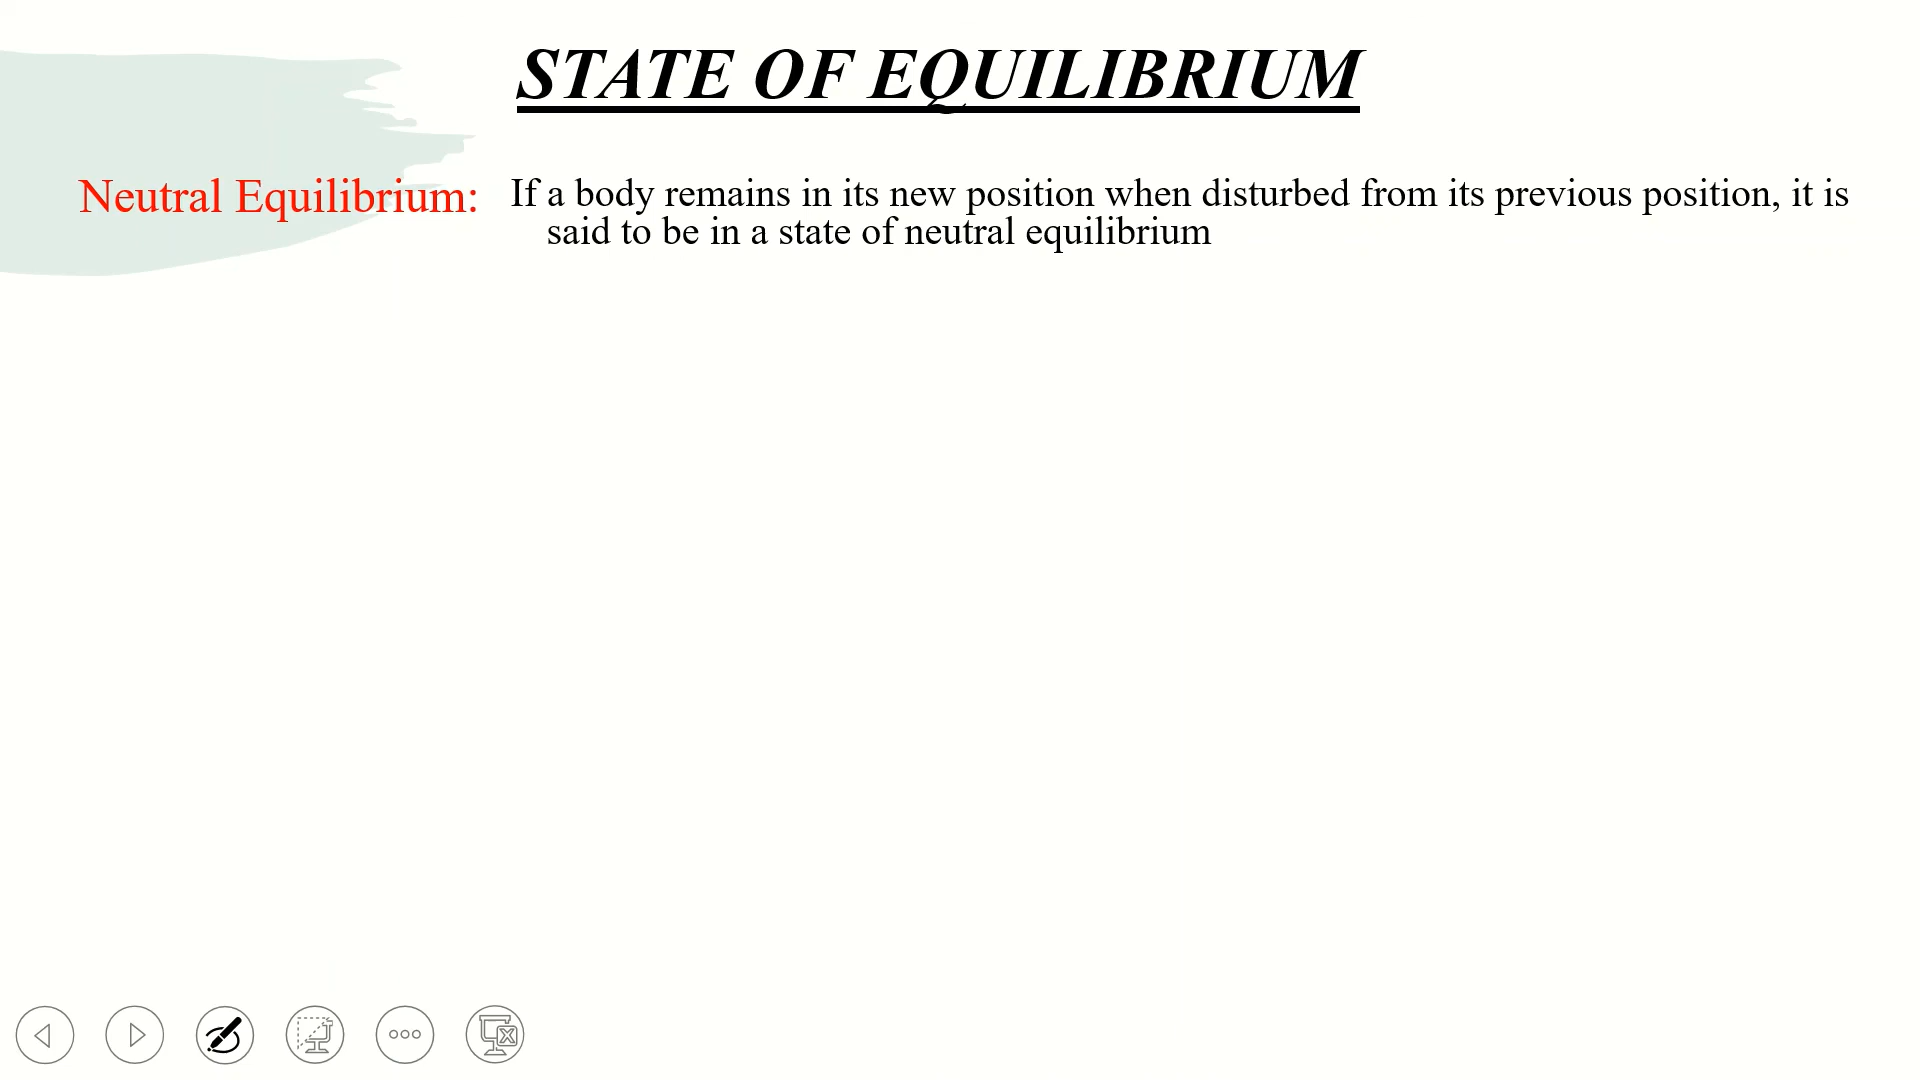 STATE OF EQUILIBRIUM
Neutral Equilibrium: If a body remains in its new position when disturbed from its previous position, it is
said to be in a state of neutral equilibrium